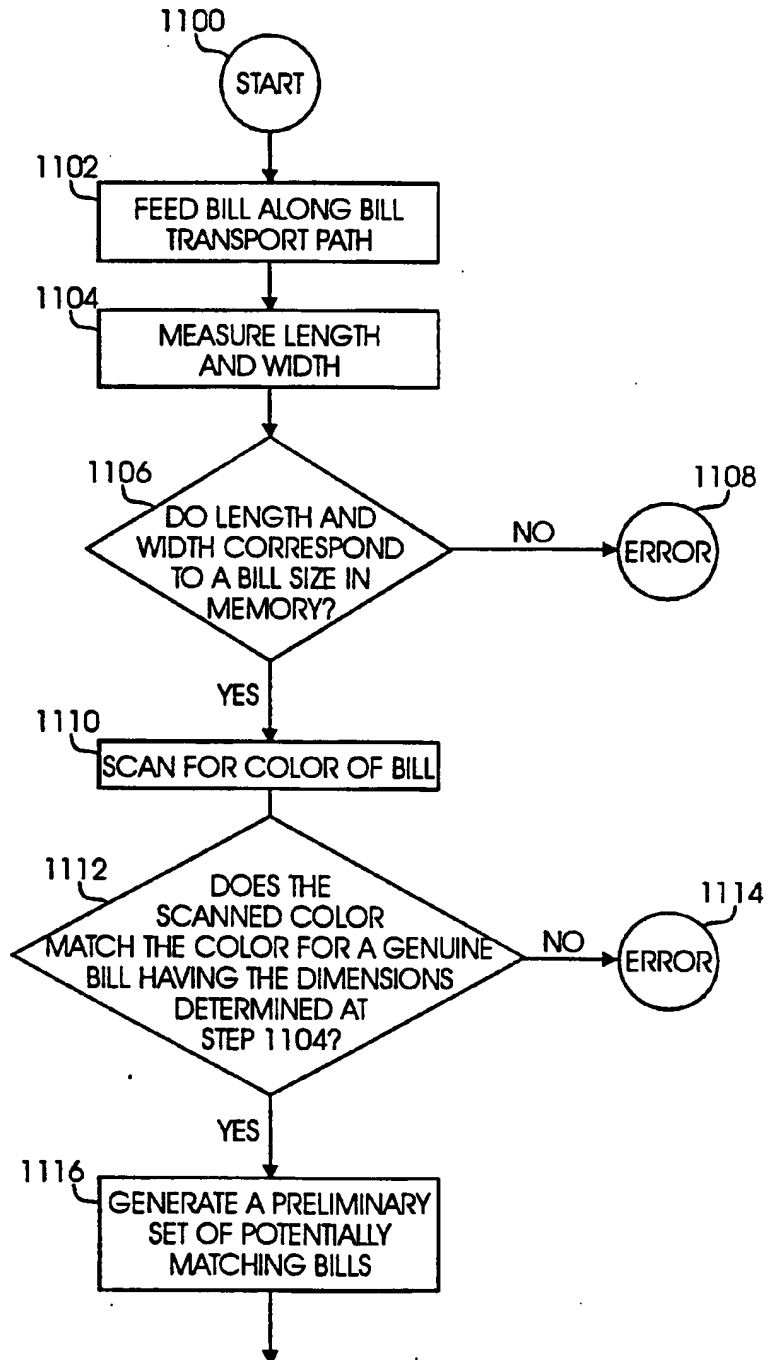 1100
START
1102
FEED BILL ALONG BILL
TRANSPORT PATH
1104
MEASURE LENGTH
AND WIDTH
1106
DO LENGTH AND
WIDTH CORRESPOND
TO A BILL SIZE IN
MEMORY?
NO
1108
ERROR
YES
1110
SCAN FOR COLOR OF BILL
1112
DOES THE
SCANNED COLOR
MATCH THE COLOR FOR A GENUINE
BILL HAVING THE DIMENSIONS
DETERMINED AT
STEP 1104?
NO
1114
ERROR
YES
1116
GENERATE A PRELIMINARY
SET OF POTENTIALLY
MATCHING BILLS